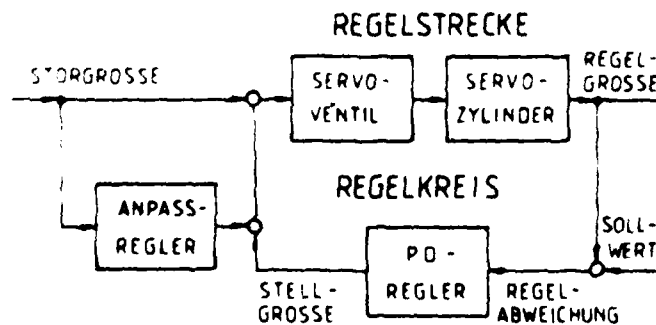 REGELSTRECKE
STORGROSSE
SERVO-
VENTIL
SERVO-
ZYLINDER
REGEL-
GROSSE
REGELKREIS
ANPASS-
REGLER
SOLL-
WERT
PD-
REGLER
STELL-
GROSSE
REGEL-
ABWEICHUNG